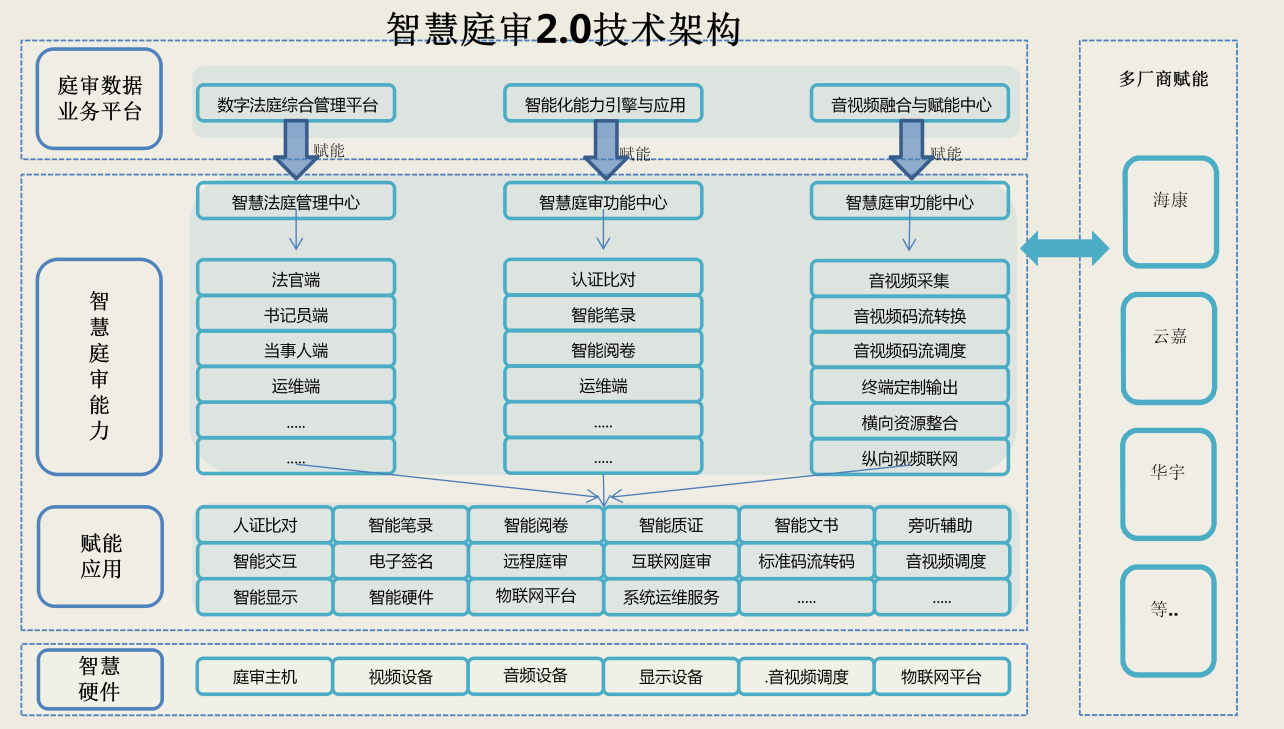 智慧庭审2.0技术架构
庭审数据
业务平台
数字法庭综合管理平台
智能化能力引擎与应用
音视频融合与赋能中心
赋能
赋能
赋能
智慧庭审能力
智慧法庭管理中心
智慧庭审功能中心
智慧庭审功能中心
法官端
书记员端
当事人端
运维端
.....
.....
认证比对
智能笔录
智能阅卷
运维端
.....
.....
音视频采集
音视频码流转换
音视频码流调度
终端定制输出
横向资源整合
纵向视频联网
赋能
应用
人证比对
智能笔录
智能阅卷
智能质证
智能文书
旁听辅助
智能交互
电子签名
远程庭审
互联网庭审
标准码流转码
音视频调度
智能显示
智能硬件
物联网平台
系统运维服务
.....
.....
智慧
硬件
庭审主机
视频设备
音频设备
显示设备
.音视频调度
物联网平台
多厂商赋能
海康
云嘉
华宇
等..